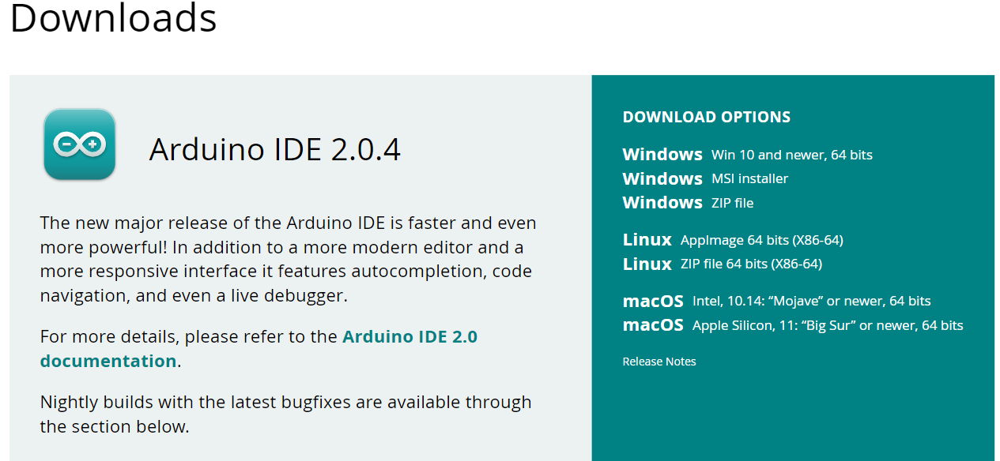 Downloads
Arduino IDE 2.0.4
The new major release of the Arduino IDE is faster and even
more powerful! In addition to a more modern editor and a
more responsive interface it features autocompletion, code
navigation, and even a live debugger.
For more details, please refer to the Arduino IDE 2.0
documentation.
Nightly builds with the latest bugfixes are available through
the section below.
DOWNLOAD OPTIONS
Windows Win 10 and newer, 64 bits
Windows MSI installer
Windows ZIP file
Linux AppImage 64 bits (X86-64)
Linux ZIP file 64 bits (X86-64)
macOS Intel, 10.14: “Mojave” or newer, 64 bits
macOS Apple Silicon, 11: “Big Sur” or newer, 64 bits
Release Notes